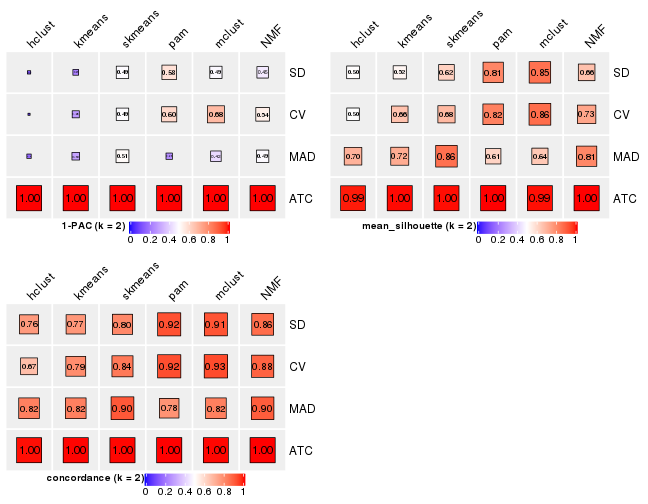 hclust kmeans skmeans pam mclust NMF
0.49 0.58 0.49 0.45 SD
0.49 0.60 0.68 0.54 CV
0.51 0.42 0.49 MAD
1.00 1.00 1.00 1.00 1.00 1.00 ATC
1-PAC (k = 2)
0 0.2 0.4 0.6 0.8 1
hclust kmeans skmeans pam mclust NMF
0.50 0.52 0.62 0.81 0.85 0.66 SD
0.50 0.66 0.68 0.82 0.86 0.73 CV
0.70 0.72 0.86 0.61 0.64 0.81 MAD
0.99 1.00 1.00 1.00 0.99 1.00 ATC
mean_silhouette (k = 2)
0 0.2 0.4 0.6 0.8 1
hclust kmeans skmeans pam mclust NMF
0.76 0.77 0.80 0.92 0.91 0.86 SD
0.67 0.79 0.84 0.92 0.93 0.88 CV
0.82 0.82 0.90 0.78 0.82 0.90 MAD
1.00 1.00 1.00 1.00 1.00 1.00 ATC
concordance (k = 2)
0 0.2 0.4 0.6 0.8 1